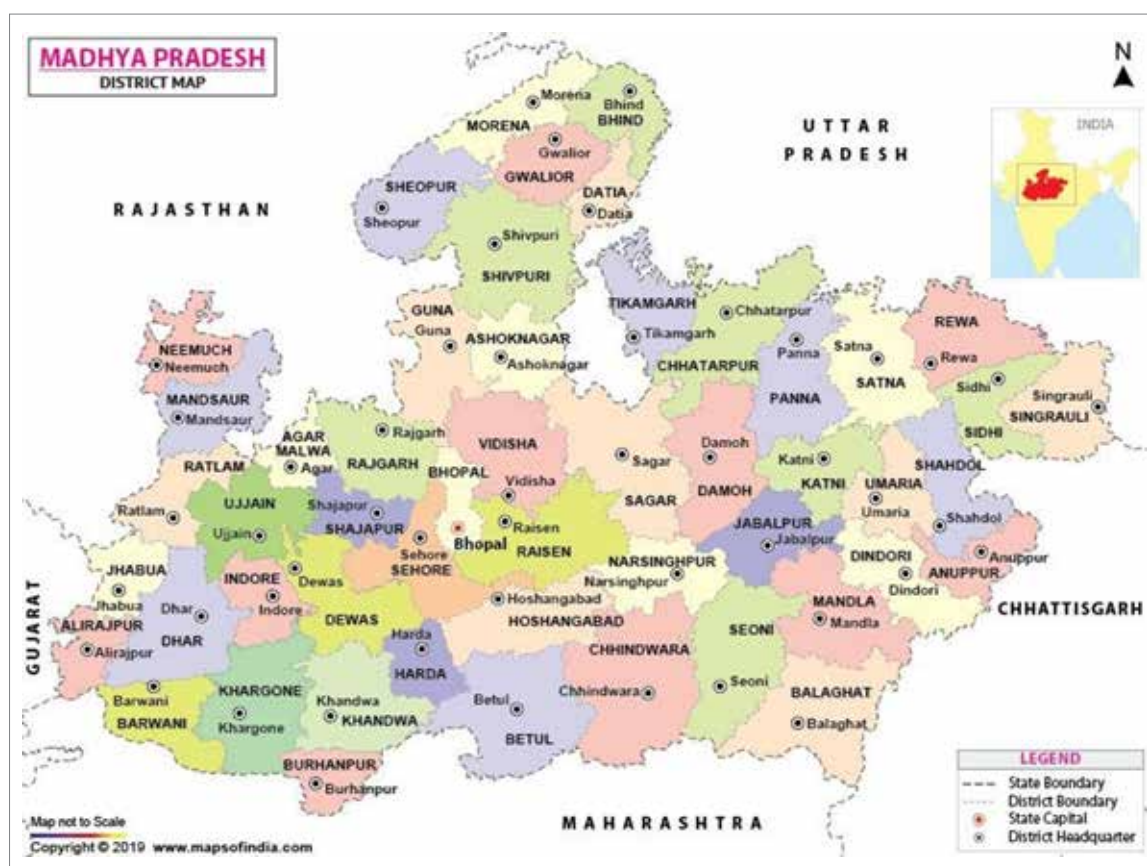 MADHYA PRADESH
DISTRICT MAP
N
INDIA
UTTAR
PRADESH
RAJASTHAN
GUJARAT
CHHATTISGARH
MAHARASHTRA
Morena
MORENA
Bhind
BHIND
Gwalior
GWALIOR
SHEOPUR
Sheopur
DATIA
Datia
Shivpuri
SHIVPURI
GUNA
Guna
ASHOKNAGAR
Ashoknagar
TIKAMGARH
Tikamgarh
Chhatarpur
CHHATARPUR
Panna
PANNA
Satna
SATNA
REWA
Rewa
Sidhi
SIDHI
Singrauli
SINGRAULI
NEEMUCH
Neemuch
MANDSAUR
Mandsaur
AGAR
MALWA
Agar
Rajgarh
RAJGARH
VIDISHA
Vidisha
BHOPAL
Bhopal
Sagar
SAGAR
Damoh
DAMOH
Katni
KATNI
UMARIA
Umaria
SHAHDOL
Shahdol
RATLAM
Ratlam
UJJAIN
Ujjain
Shajapur
SHAJAPUR
Sehore
SEHORE
Raisen
RAISEN
JABALPUR
Jabalpur
NARSINGHPUR
Narsinghpur
DINDORI
Dindori
Anuppur
ANUPPUR
JHABUA
Jhabua
ALIRAJPUR
Alirajpur
Dhar
DHAR
INDORE
Indore
Dewas
DEWAS
Hoshangabad
HOSHANGABAD
Harda
HARDA
CHHINDWARA
Chhindwara
SEONI
Seoni
MANDLA
Mandla
BALAGHAT
Balaghat
Barwani
BARWANI
KHARGONE
Khargone
Khandwa
KHANDWA
Betul
BETUL
BURHANPUR
Burhanpur
LEGEND
State Boundary
District Boundary
State Capital
District Headquarter
Map not to Scale
Copyright © 2019 www.mapsofindia.com